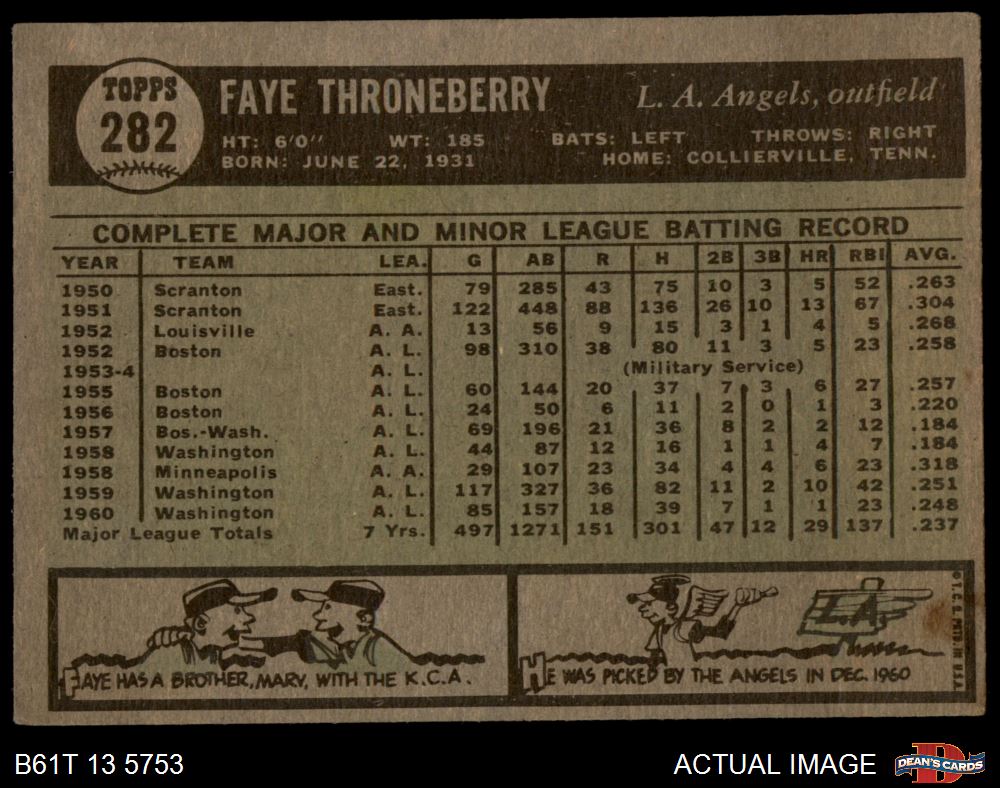 TOPPS
282
FAYE THRONEBERRY
L. A. Angels, outfield
HT: 6'0" WT: 185 BATS: LEFT THROWS: RIGHT
BORN: JUNE 22, 1931 HOME: COLLIERVILLE, TENN.
COMPLETE MAJOR AND MINOR LEAGUE BATTING RECORD
YEAR TEAM LEA. G AB R H 2B 3B HR RBI AVG.
1950 Scranton East. 79 285 43 75 10 3 5 52 .263
1951 Scranton East. 122 448 88 136 26 10 13 67 .304
1952 Louisville A. A. 13 56 9 15 3 1 4 5 .268
1952 Boston A. L. 98 310 38 80 11 3 5 23 .258
1953-4 A. L. (Military Service)
1955 Boston A. L. 60 144 20 37 7 3 6 27 .257
1956 Boston A. L. 24 50 6 11 2 0 1 3 .220
1957 Bos.-Wash. A. L. 69 196 21 36 8 2 2 12 .184
1958 Washington A. L. 44 87 12 16 1 1 4 7 .184
1958 Minneapolis A. A. 29 107 23 34 4 4 6 23 .318
1959 Washington A. L. 117 327 36 82 11 2 10 42 .251
1960 Washington A. L. 85 157 18 39 7 1 1 23 .248
Major League Totals 7 Yrs. 497 1271 151 301 47 12 29 137 .237
FAYE HAS A BROTHER, MARV, WITH THE K.C.A.
L.A.
HE WAS PICKED BY THE ANGELS IN DEC. 1960
© T.C.G. PRTD. IN U.S.A.
B61T 13 5753
ACTUAL IMAGE
D
DEAN'S CARDS